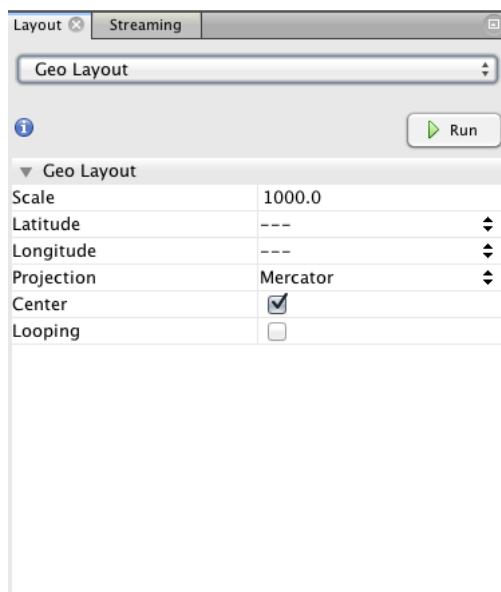 Layout Streaming
Geo Layout
Run
Geo Layout
Scale 1000.0
Latitude ---
Longitude ---
Projection Mercator
Center
Looping